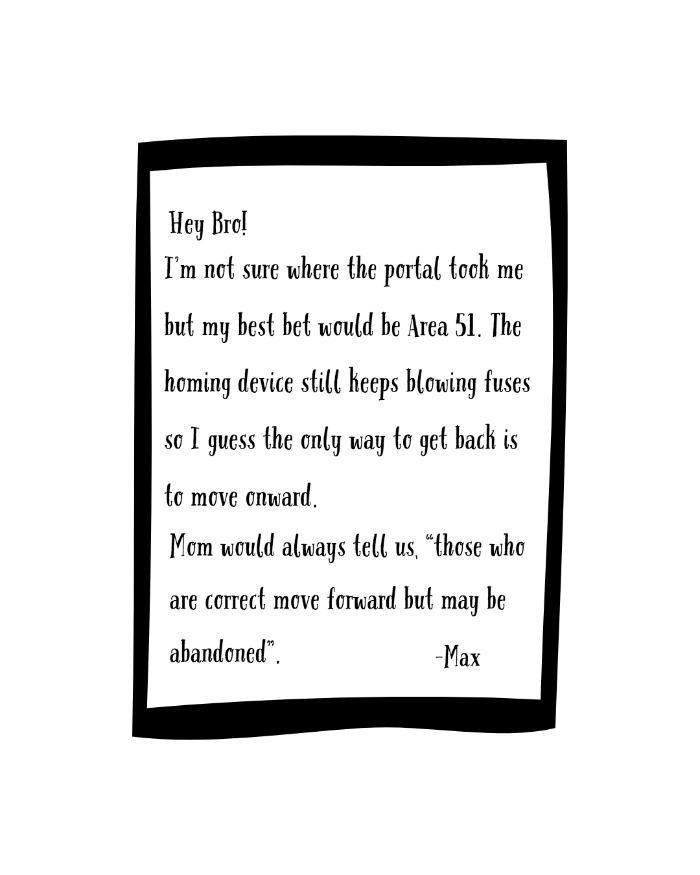 Hey Bro!
I'm not sure where the portal took me
but my best bet would be Area 51. The
homing device still keeps blowing fuses
so I guess the only way to get back is
to move onward.
Mom would always tell us, “those who
are correct move forward but may be
abandoned”.
-Max